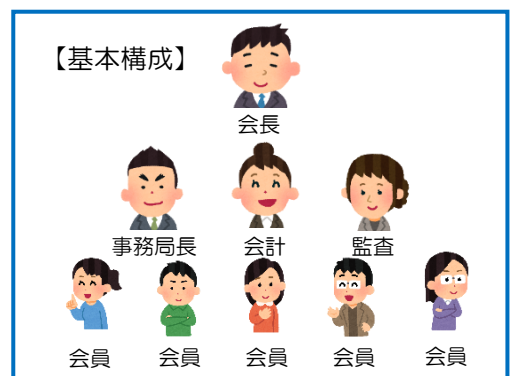 【基本構成】
会長
事務局長 会計 監査
会員 会員 会員 会員 会員